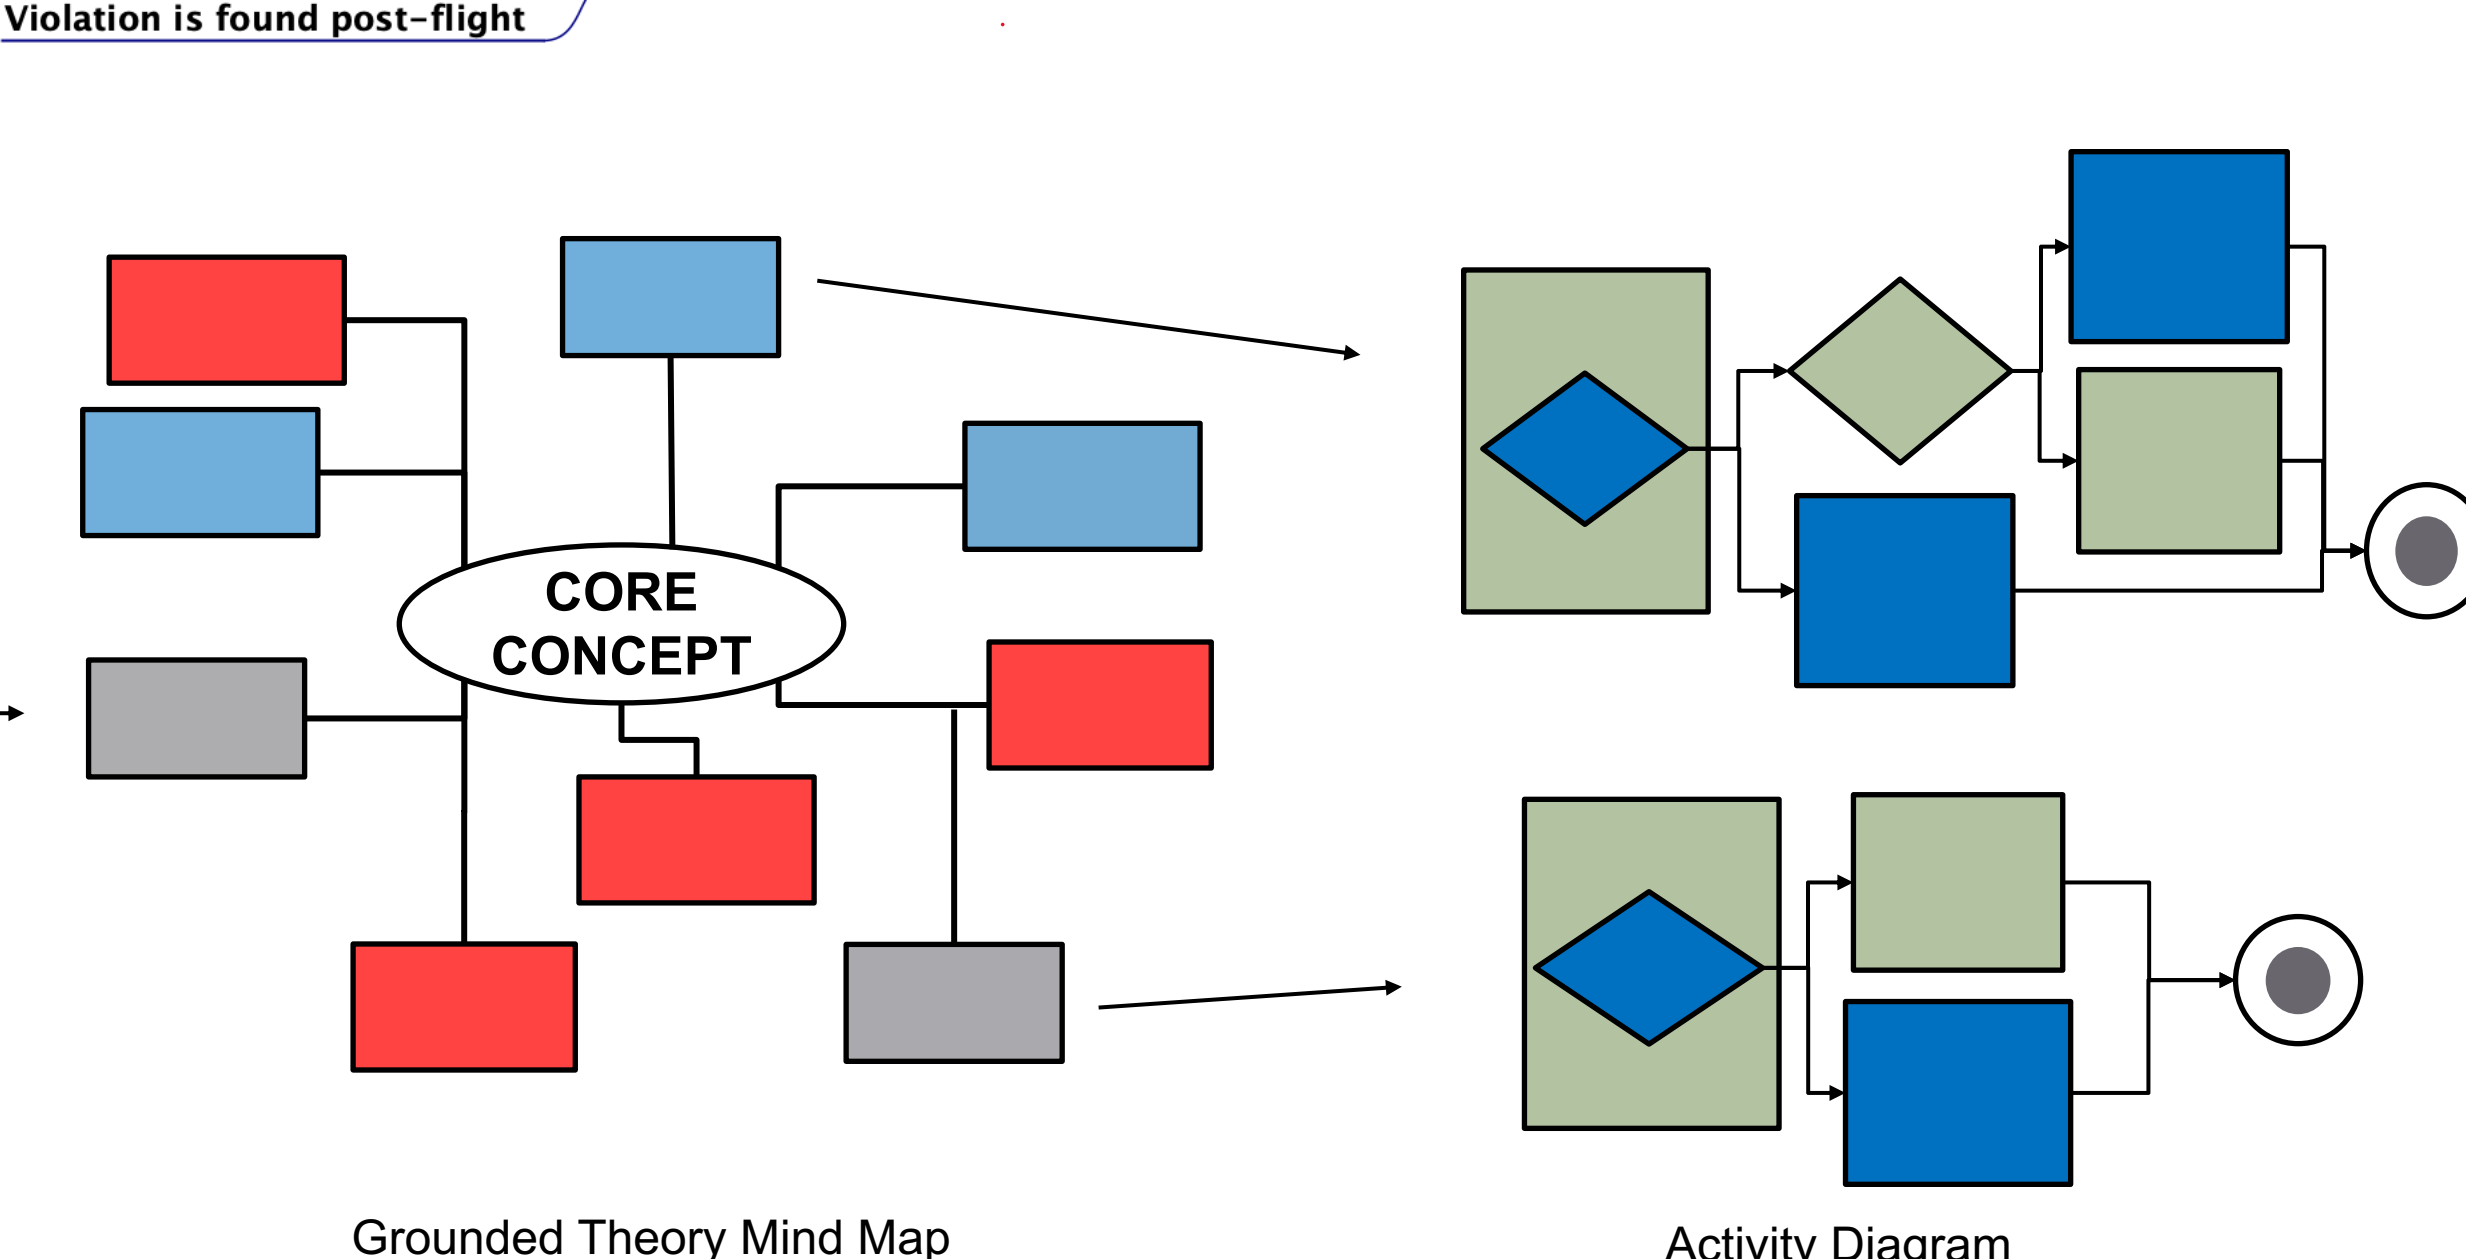 Violation is found post-flight
CORE
CONCEPT
Grounded Theory Mind Map
Activity Diagram